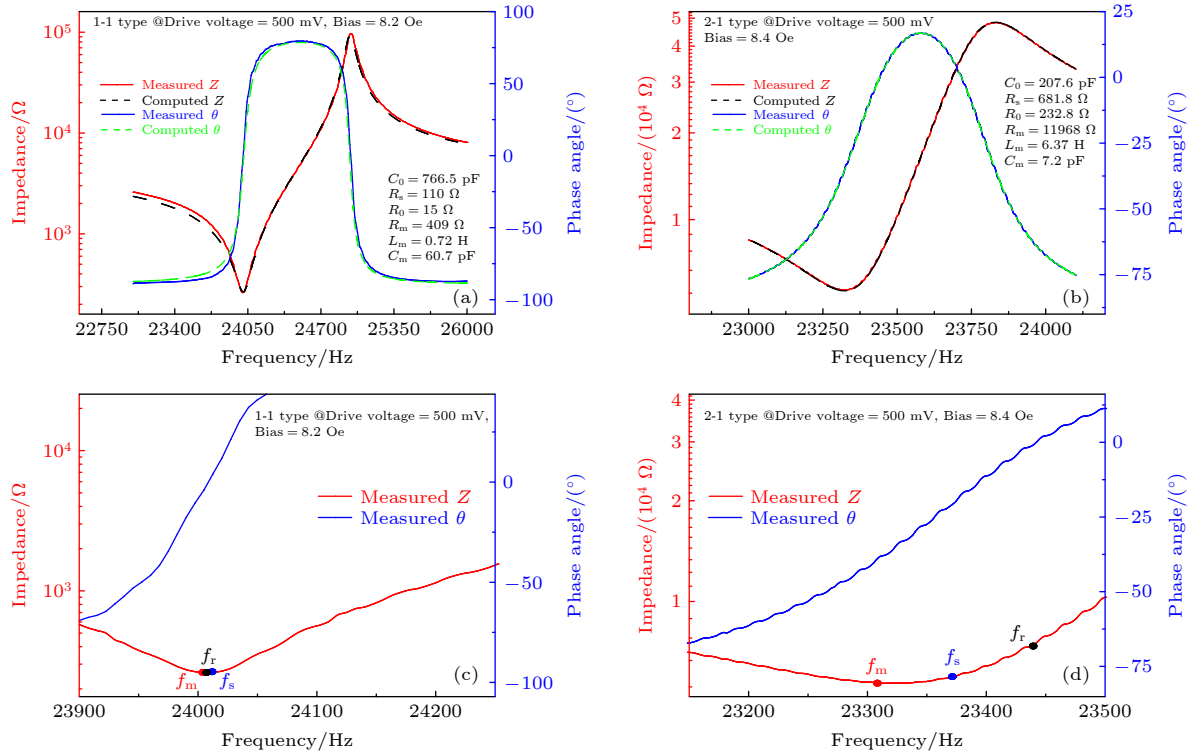 1-1 type @Drive voltage = 500 mV, Bias = 8.2 Oe
Measured Z
Computed Z
Measured θ
Computed θ
C0 = 766.5 pF
Rs = 110 Ω
R0 = 15 Ω
Rm = 409 Ω
Lm = 0.72 H
Cm = 60.7 pF
(a)
10^5
10^4
10^3
Impedance/Ω
100
50
0
−50
−100
Phase angle/(°)
22750 23400 24050 24700 25350 26000
Frequency/Hz
2-1 type @Drive voltage = 500 mV
Bias = 8.4 Oe
Measured Z
Computed Z
Measured θ
Computed θ
C0 = 207.6 pF
Rs = 681.8 Ω
R0 = 232.8 Ω
Rm = 11968 Ω
Lm = 6.37 H
Cm = 7.2 pF
(b)
5
4
3
2
1
Impedance/(10^4 Ω)
25
0
−25
−50
−75
Phase angle/(°)
23000 23250 23500 23750 24000
Frequency/Hz
1-1 type @Drive voltage = 500 mV,
Bias = 8.2 Oe
Measured Z
Measured θ
fr
fm fs
(c)
10^4
10^3
Impedance/Ω
0
−50
−100
Phase angle/(°)
23900 24000 24100 24200
Frequency/Hz
2-1 type @Drive voltage = 500 mV, Bias = 8.4 Oe
Measured Z
Measured θ
fm
fs
fr
(d)
4
3
2
1
Impedance/(10^4 Ω)
0
−25
−50
−75
Phase angle/(°)
23200 23300 23400 23500
Frequency/Hz